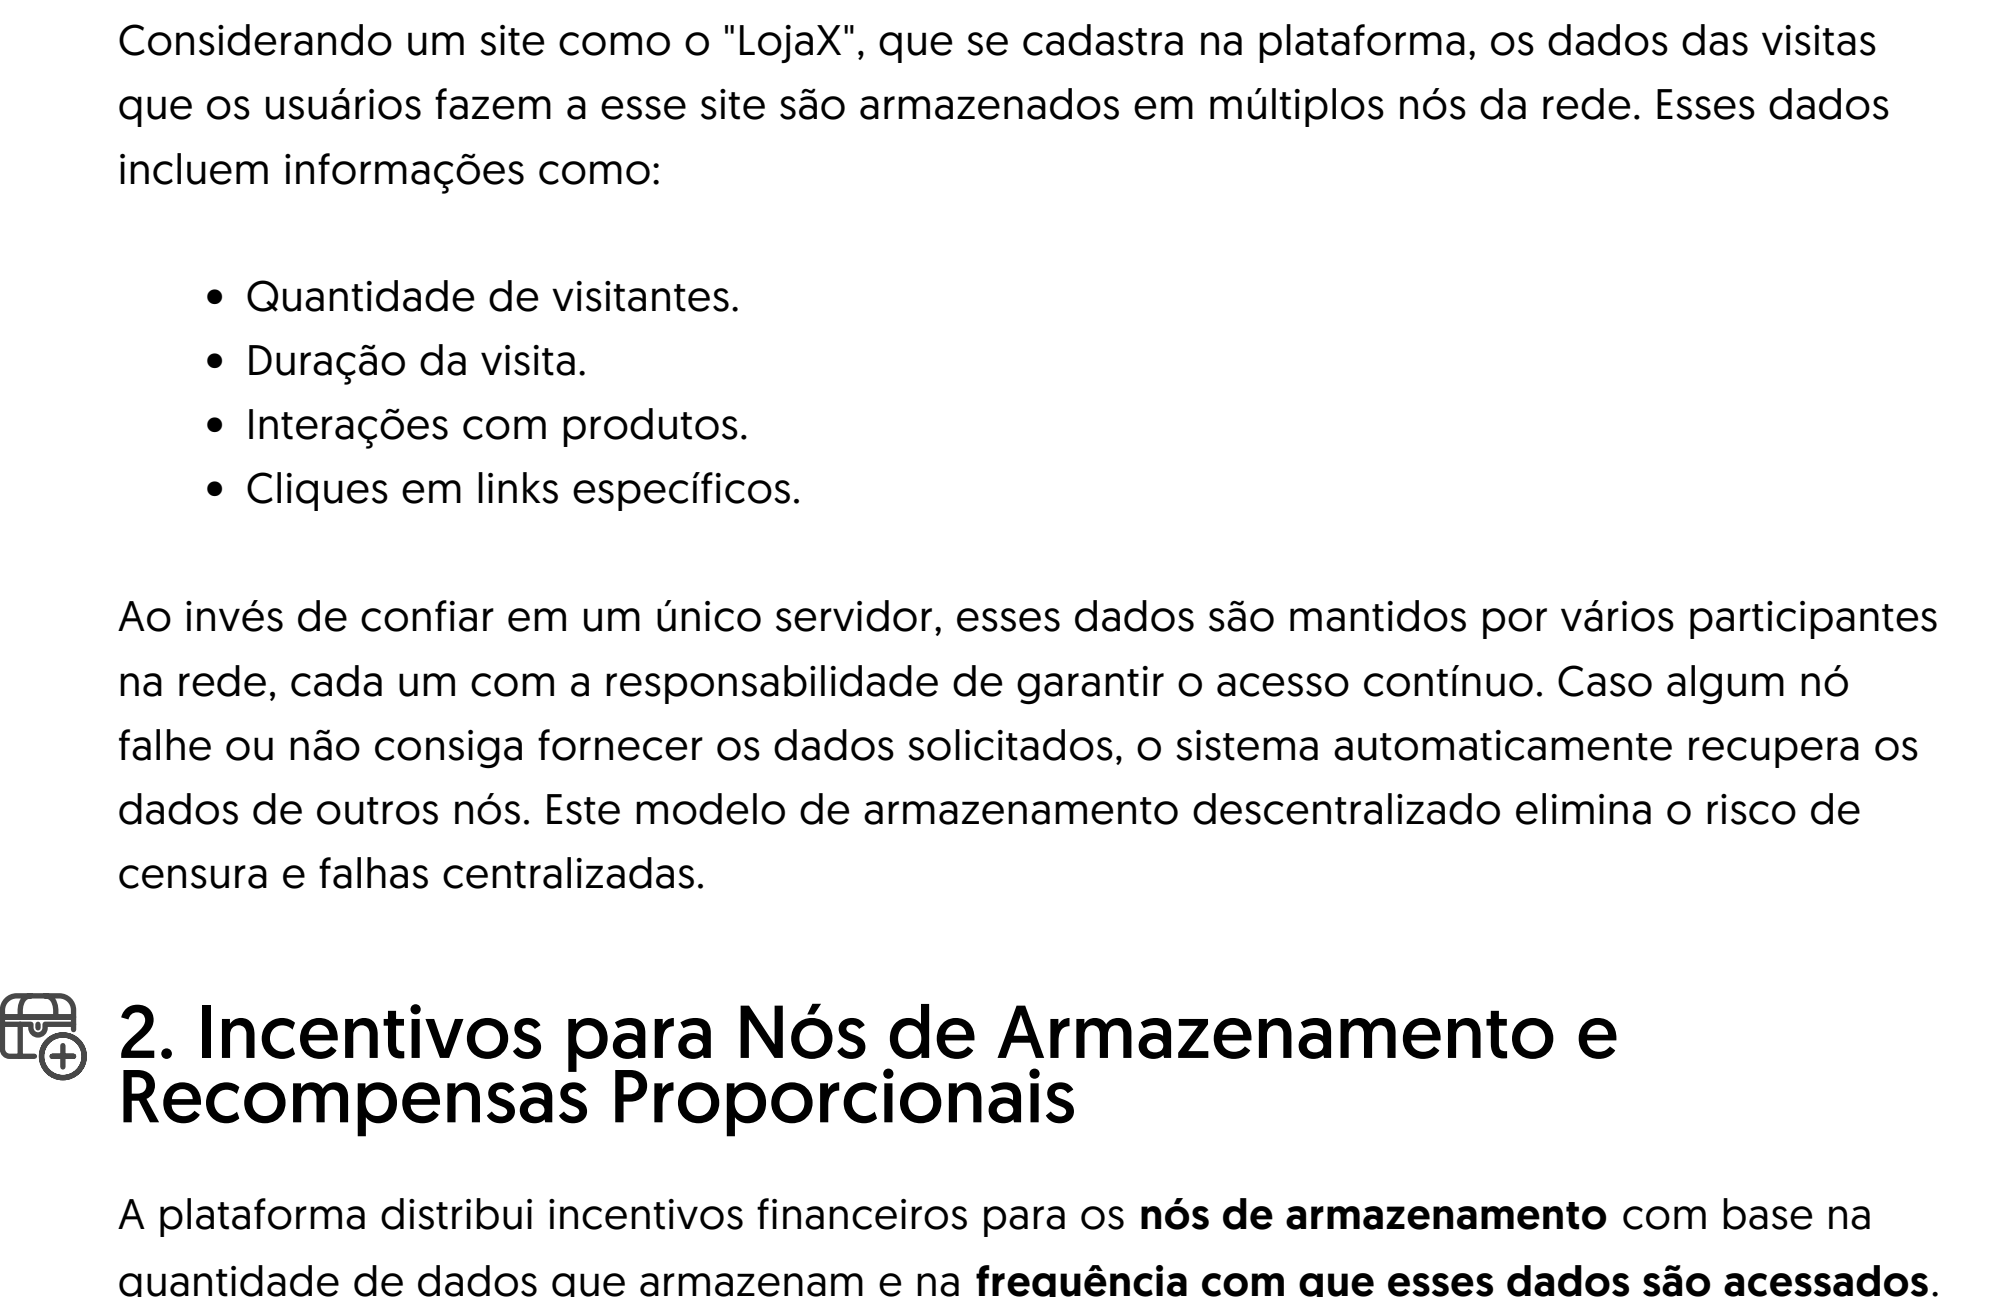 Considerando um site como o "LojaX", que se cadastra na plataforma, os dados das visitas
que os usuários fazem a esse site são armazenados em múltiplos nós da rede. Esses dados
incluem informações como:
• Quantidade de visitantes.
• Duração da visita.
• Interações com produtos.
• Cliques em links específicos.
Ao invés de confiar em um único servidor, esses dados são mantidos por vários participantes
na rede, cada um com a responsabilidade de garantir o acesso contínuo. Caso algum nó
falhe ou não consiga fornecer os dados solicitados, o sistema automaticamente recupera os
dados de outros nós. Este modelo de armazenamento descentralizado elimina o risco de
censura e falhas centralizadas.
2. Incentivos para Nós de Armazenamento e
Recompensas Proporcionais
A plataforma distribui incentivos financeiros para os nós de armazenamento com base na
quantidade de dados que armazenam e na frequência com que esses dados são acessados.